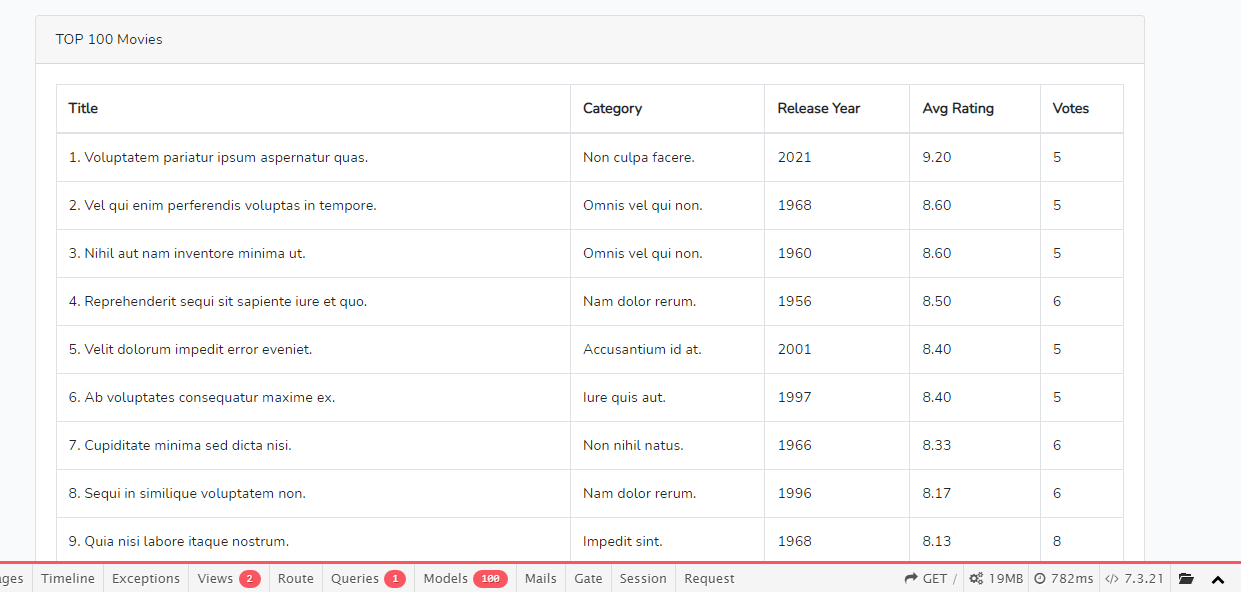 TOP 100 Movies
Title Category Release Year Avg Rating Votes
1. Voluptatem pariatur ipsum aspernatur quas. Non culpa facere. 2021 9.20 5
2. Vel qui enim perferendis voluptas in tempore. Omnis vel qui non. 1968 8.60 5
3. Nihil aut nam inventore minima ut. Omnis vel qui non. 1960 8.60 5
4. Reprehenderit sequi sit sapiente iure et quo. Nam dolor rerum. 1956 8.50 6
5. Velit dolorum impedit error eveniet. Accusantium id at. 2001 8.40 5
6. Ab voluptates consequatur maxime ex. Iure quis aut. 1997 8.40 5
7. Cupiditate minima sed dicta nisi. Non nihil natus. 1966 8.33 6
8. Sequi in similique voluptatem non. Nam dolor rerum. 1996 8.17 6
9. Quia nisi labore itaque nostrum. Impedit sint. 1968 8.13 8
ges Timeline Exceptions Views 2 Route Queries 1 Models 100 Mails Gate Session Request GET / 19MB 782ms </> 7.3.21